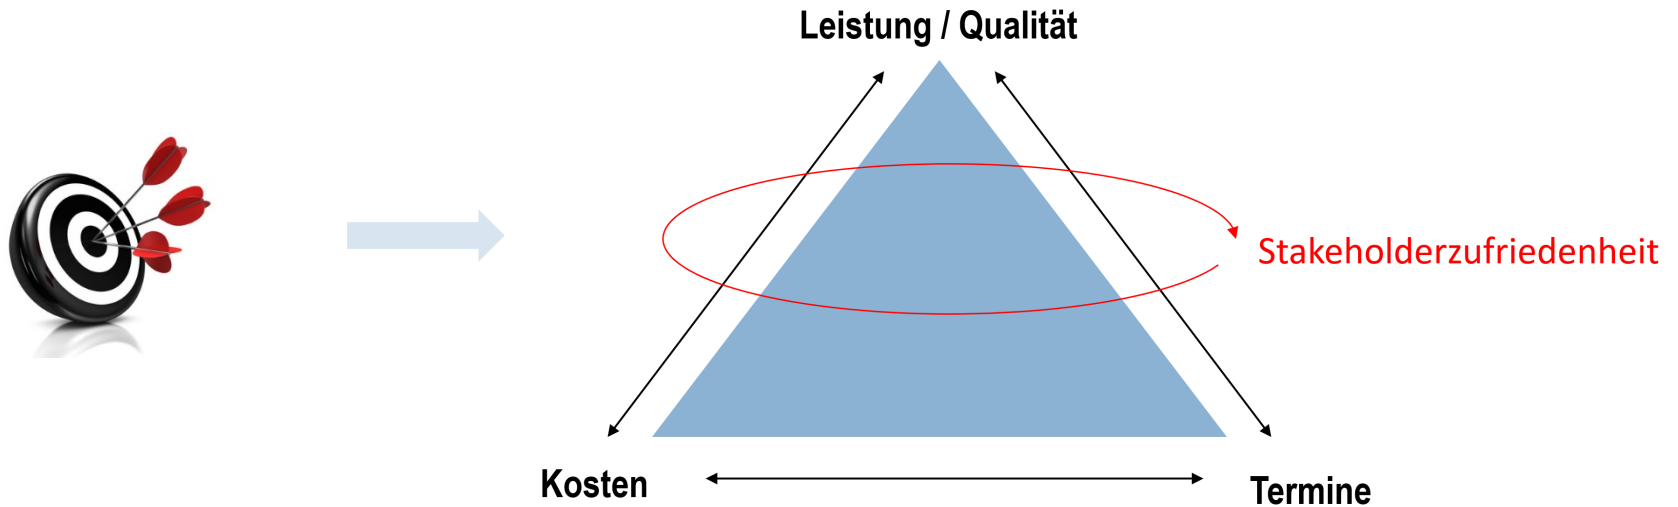 Leistung / Qualität
Stakeholderzufriedenheit
Kosten
Termine